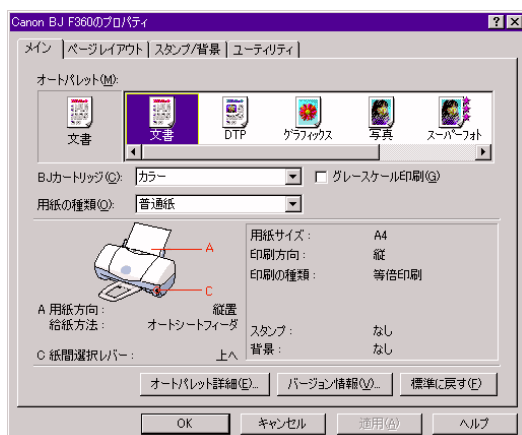 Canon BJ F360のプロパティ
メイン ページレイアウト スタンプ/背景 ユーティリティ
オートパレット(M):
文書 文書 DTP グラフィックス 写真 スーパーフォト
BJカートリッジ(C): カラー グレースケール印刷(G)
用紙の種類(O): 普通紙
A
C
A 用紙方向: 縦置
給紙方法: オートシートフィーダ
C 紙間選択レバー: 上へ
用紙サイズ: A4
印刷方向: 縦
印刷の種類: 等倍印刷
スタンプ: なし
背景: なし
オートパレット詳細(E)... バージョン情報(V)... 標準に戻す(F)
OK キャンセル 適用(A) ヘルプ